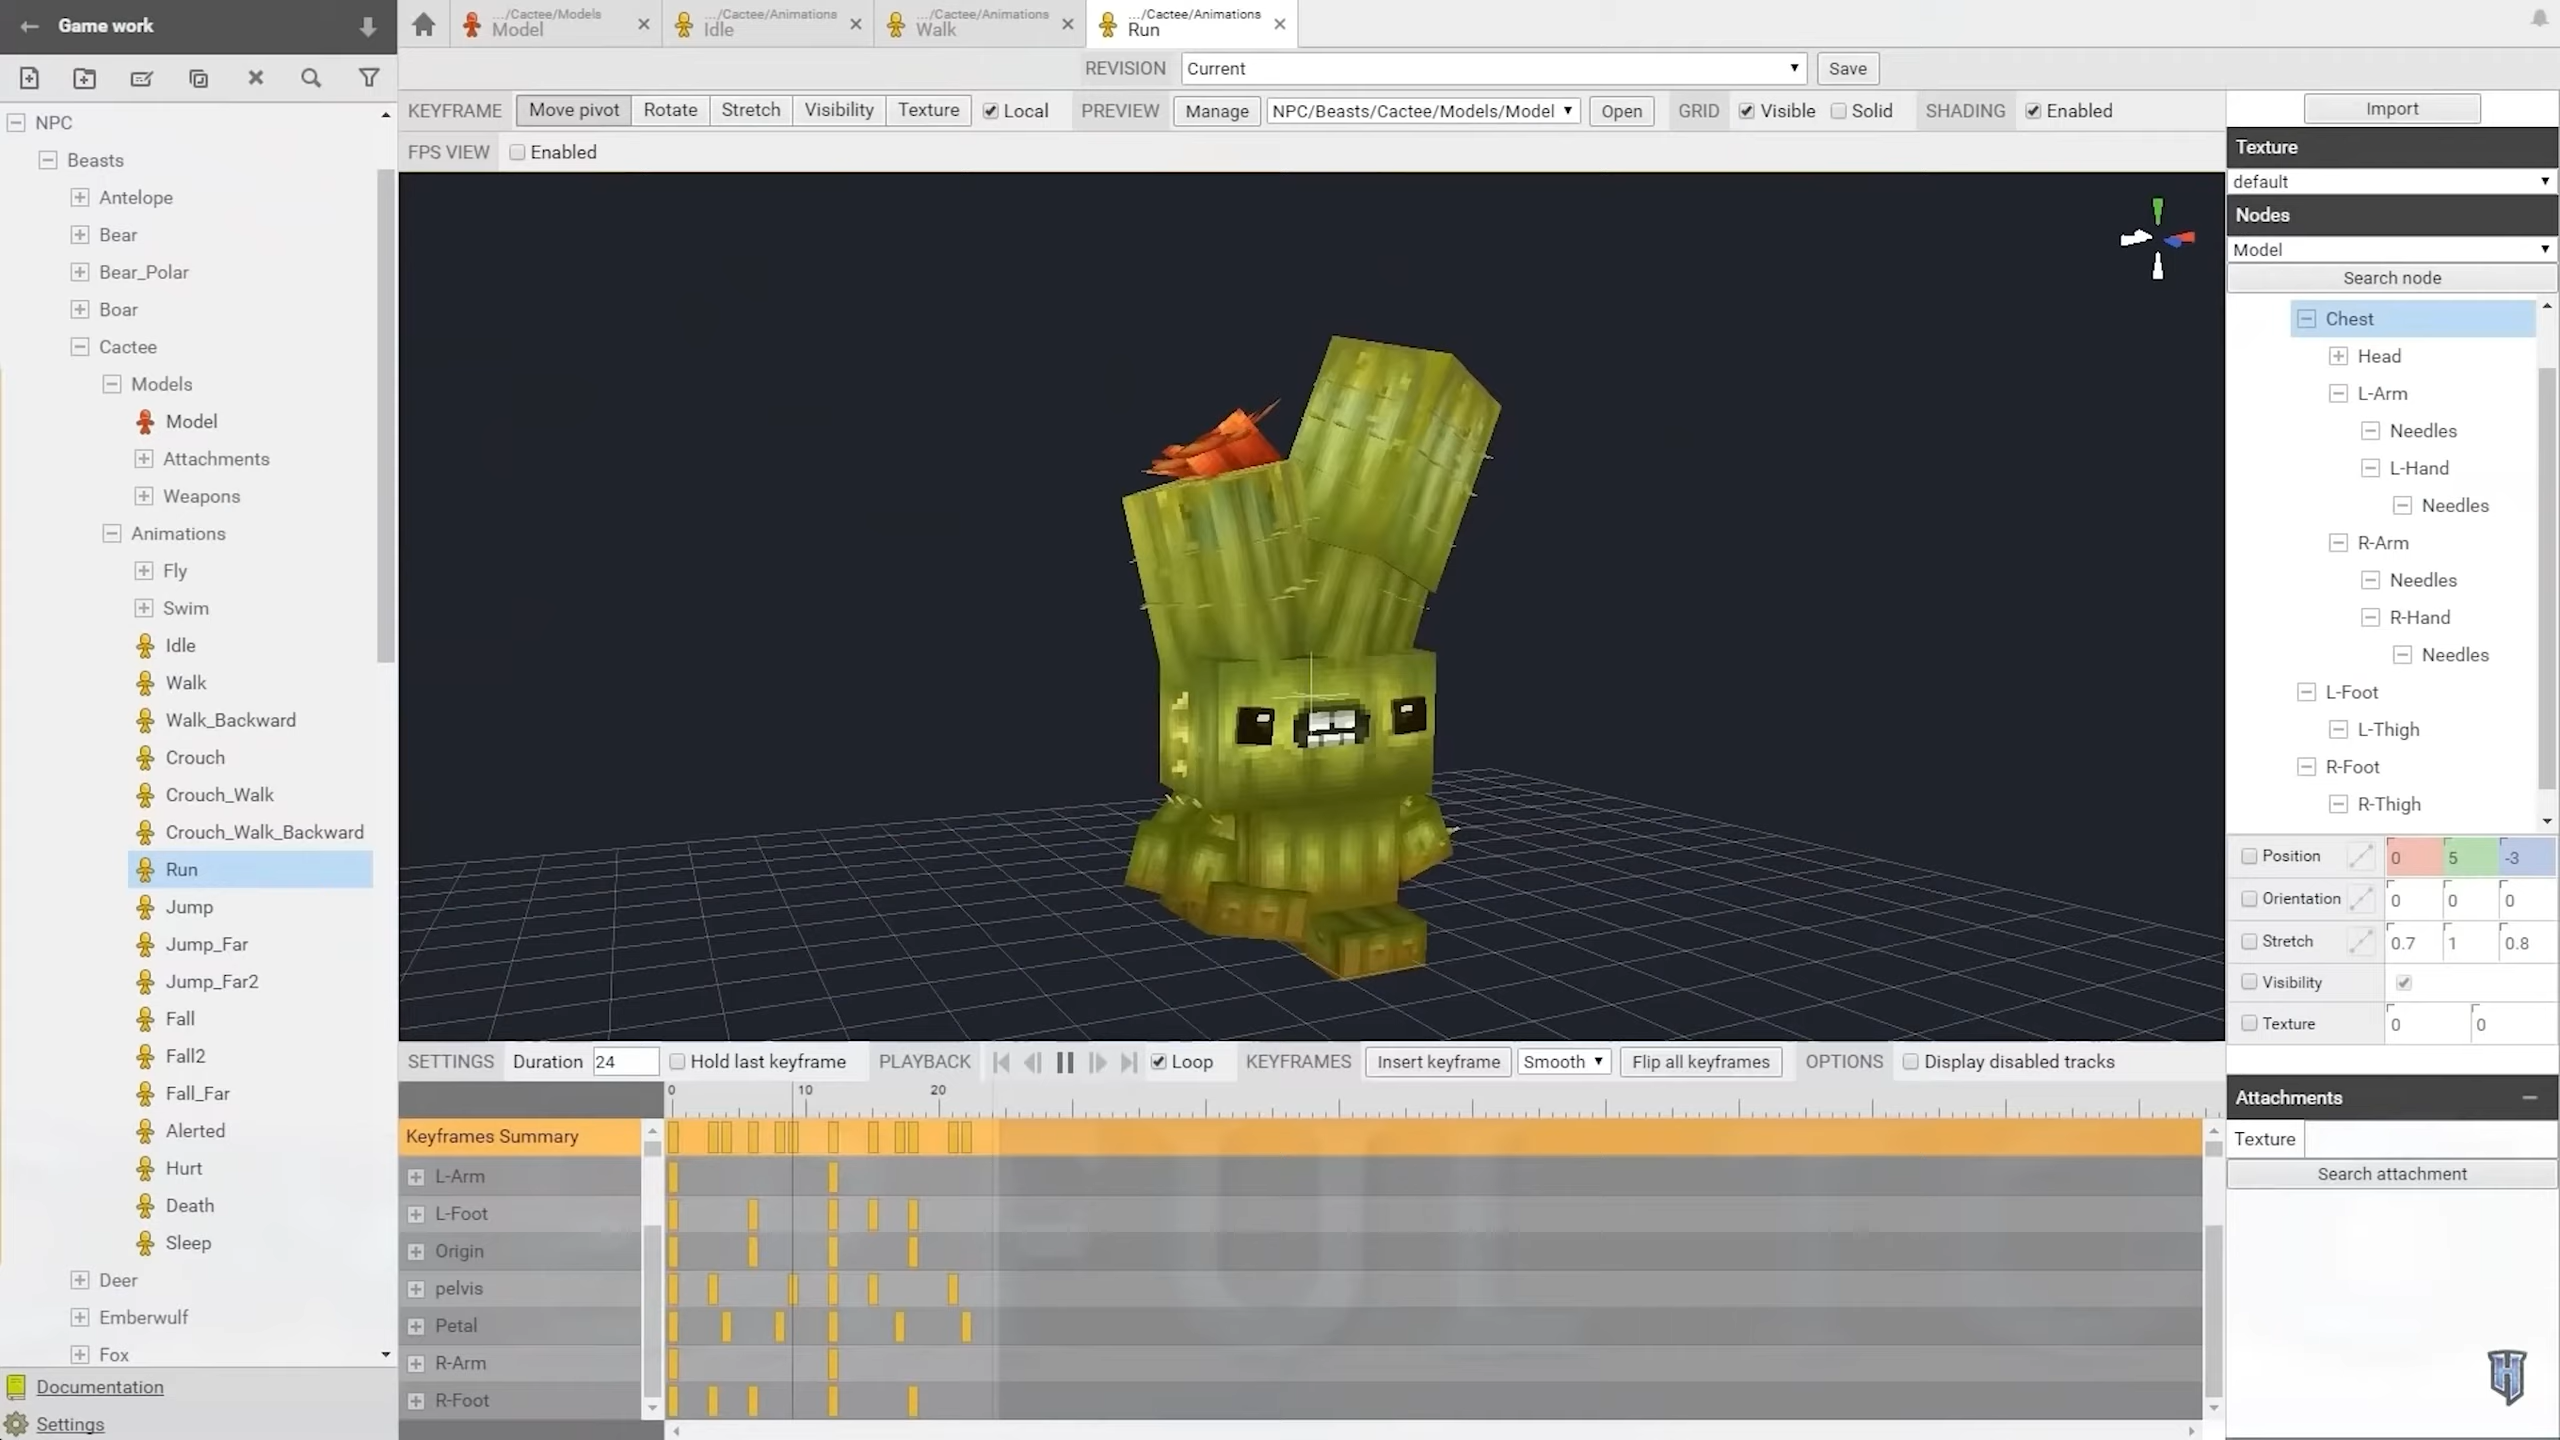 Game work
NPC
Beasts
Antelope
Bear
Bear_Polar
Boar
Cactee
Models
Model
Attachments
Weapons
Animations
Fly
Swim
Idle
Walk
Walk_Backward
Crouch
Crouch_Walk
Crouch_Walk_Backward
Run
Jump
Jump_Far
Jump_Far2
Fall
Fall2
Fall_Far
Alerted
Hurt
Death
Sleep
Deer
Emberwulf
Fox
Documentation
Settings
.../Cactee/Models
Model
.../Cactee/Animations
Idle
.../Cactee/Animations
Walk
.../Cactee/Animations
Run
REVISION Current Save
KEYFRAME Move pivot Rotate Stretch Visibility Texture Local PREVIEW Manage NPC/Beasts/Cactee/Models/Model Open GRID Visible Solid SHADING Enabled
FPS VIEW Enabled
SETTINGS Duration 24 Hold last keyframe PLAYBACK Loop KEYFRAMES Insert keyframe Smooth Flip all keyframes OPTIONS Display disabled tracks
0 10 20
Keyframes Summary
L-Arm
L-Foot
Origin
pelvis
Petal
R-Arm
R-Foot
Import
Texture
default
Nodes
Model
Search node
Chest
Head
L-Arm
Needles
L-Hand
Needles
R-Arm
Needles
R-Hand
Needles
L-Foot
L-Thigh
R-Foot
R-Thigh
Position 0 5 -3
Orientation 0 0 0
Stretch 0.7 1 0.8
Visibility
Texture 0 0
Attachments
Texture
Search attachment
H